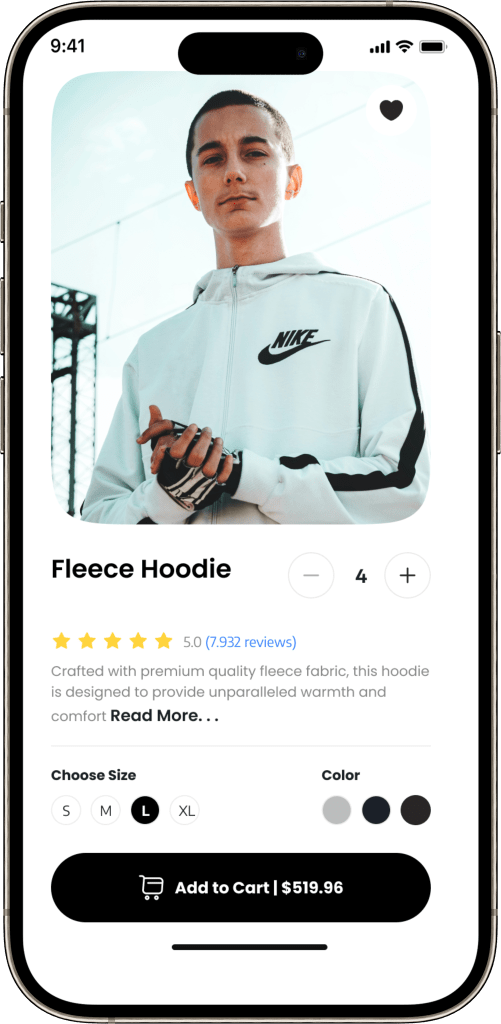 9:41
NIKE
Fleece Hoodie
4
5.0 (7.932 reviews)
Crafted with premium quality fleece fabric, this hoodie
is designed to provide unparalleled warmth and
comfort Read More. . .
Choose Size
Color
S M L XL
Add to Cart | $519.96